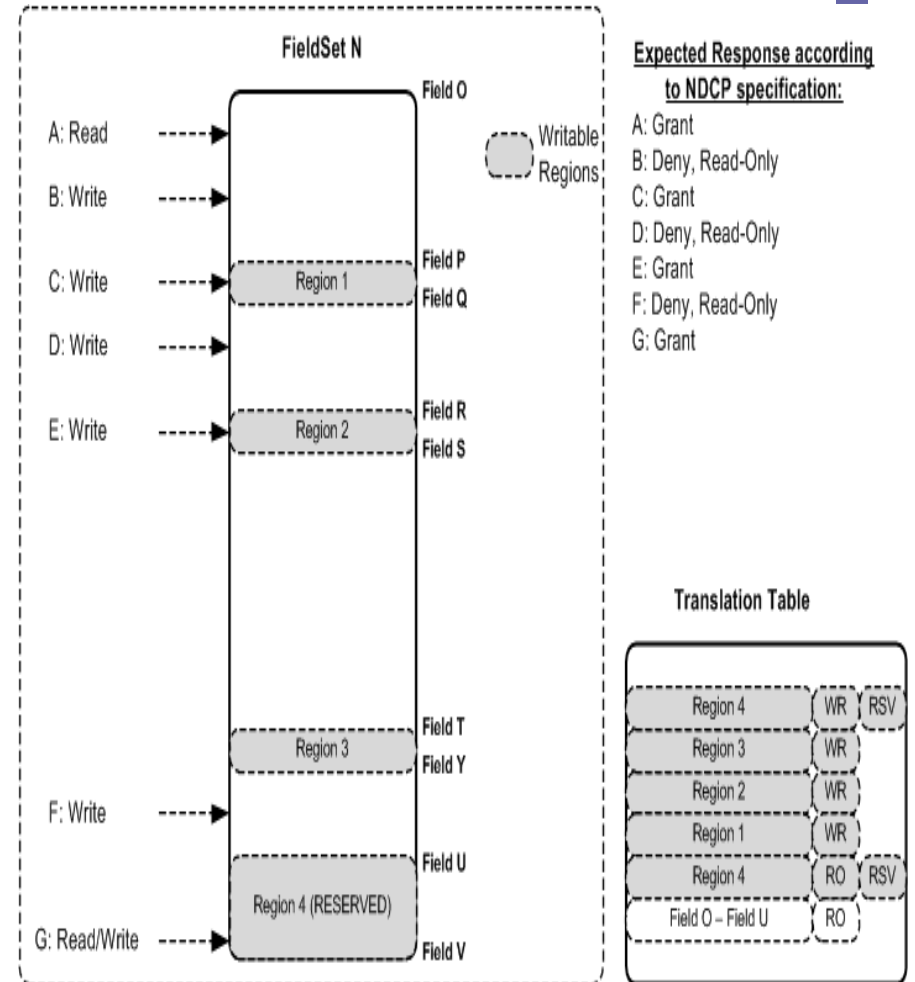 FieldSet N
Field O
A: Read
B: Write
Writable
Regions
Field P
C: Write
Region 1
Field Q
D: Write
Field R
E: Write
Region 2
Field S
Field T
Region 3
Field Y
F: Write
Field U
Region 4 (RESERVED)
G: Read/Write
Field V
Expected Response according
to NDCP specification:
A: Grant
B: Deny, Read-Only
C: Grant
D: Deny, Read-Only
E: Grant
F: Deny, Read-Only
G: Grant
Translation Table
Region 4 WR RSV
Region 3 WR
Region 2 WR
Region 1 WR
Region 4 RO RSV
Field O – Field U RO